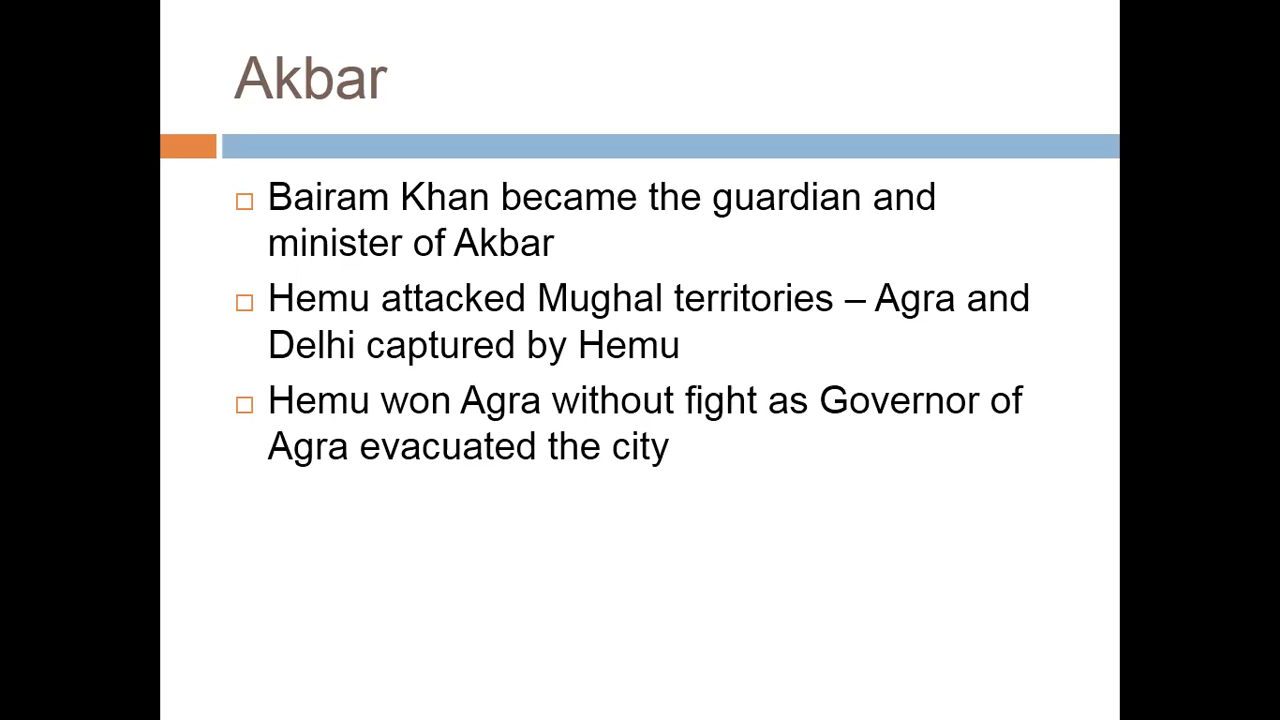 Akbar
Bairam Khan became the guardian and
minister of Akbar
Hemu attacked Mughal territories – Agra and
Delhi captured by Hemu
Hemu won Agra without fight as Governor of
Agra evacuated the city